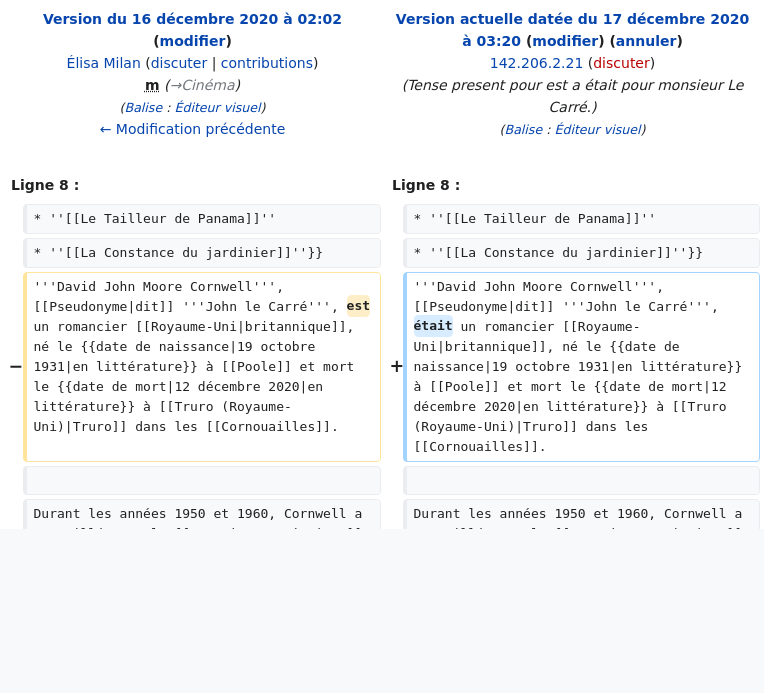 Version du 16 décembre 2020 à 02:02
(modifier)
Élisa Milan (discuter | contributions)
m (→Cinéma)
(Balise : Éditeur visuel)
← Modification précédente
Version actuelle datée du 17 décembre 2020
à 03:20 (modifier) (annuler)
142.206.2.21 (discuter)
(Tense present pour est a était pour monsieur Le
Carré.)
(Balise : Éditeur visuel)
Ligne 8 :
* ''[[Le Tailleur de Panama]]''
* ''[[La Constance du jardinier]]''}}
−
'''David John Moore Cornwell''',
[[Pseudonyme|dit]] '''John le Carré''', est
un romancier [[Royaume-Uni|britannique]],
né le {{date de naissance|19 octobre
1931|en littérature}} à [[Poole]] et mort
le {{date de mort|12 décembre 2020|en
littérature}} à [[Truro (Royaume-
Uni)|Truro]] dans les [[Cornouailles]].
Durant les années 1950 et 1960, Cornwell a
Ligne 8 :
* ''[[Le Tailleur de Panama]]''
* ''[[La Constance du jardinier]]''}}
+
'''David John Moore Cornwell''',
[[Pseudonyme|dit]] '''John le Carré''',
était un romancier [[Royaume-
Uni|britannique]], né le {{date de
naissance|19 octobre 1931|en littérature}}
à [[Poole]] et mort le {{date de mort|12
décembre 2020|en littérature}} à [[Truro
(Royaume-Uni)|Truro]] dans les
[[Cornouailles]].
Durant les années 1950 et 1960, Cornwell a